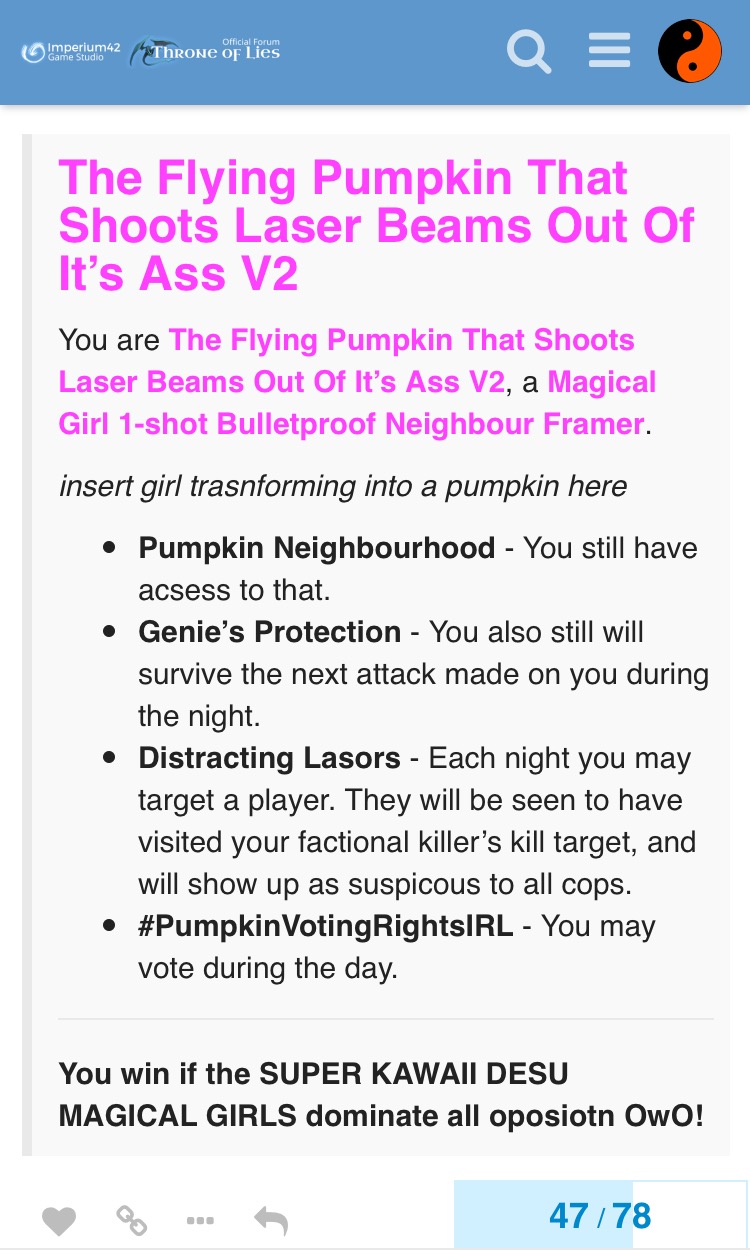 Imperium42
Game Studio
Official Forum
Throne of Lies
The Flying Pumpkin That
Shoots Laser Beams Out Of
It’s Ass V2
You are The Flying Pumpkin That Shoots
Laser Beams Out Of It’s Ass V2, a Magical
Girl 1-shot Bulletproof Neighbour Framer.
insert girl trasnforming into a pumpkin here
• Pumpkin Neighbourhood - You still have
acsess to that.
• Genie’s Protection - You also still will
survive the next attack made on you during
the night.
• Distracting Lasors - Each night you may
target a player. They will be seen to have
visited your factional killer’s kill target, and
will show up as suspicous to all cops.
• #PumpkinVotingRightsIRL - You may
vote during the day.
You win if the SUPER KAWAII DESU
MAGICAL GIRLS dominate all oposiotn OwO!
47 / 78